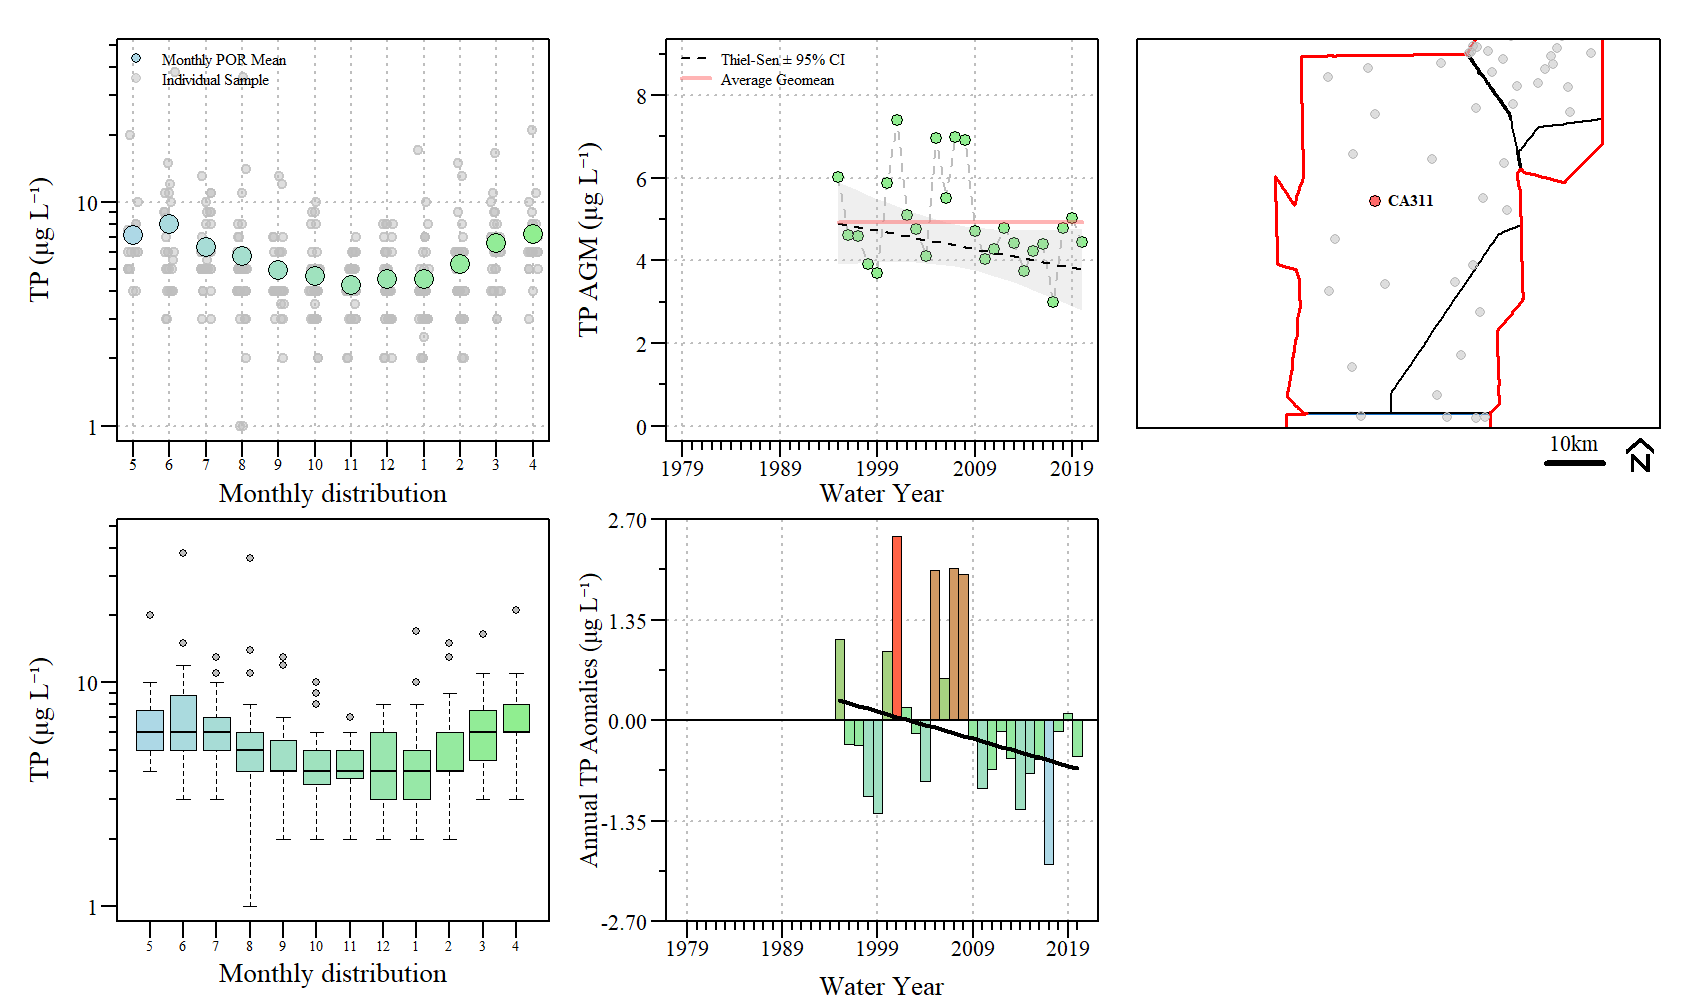 Monthly POR Mean
Individual Sample
10
1
TP (µg L⁻¹)
5 6 7 8 9 10 11 12 1 2 3 4
Monthly distribution
Thiel-Sen ± 95% CI
Average Geomean
8
6
4
2
0
TP AGM (µg L⁻¹)
1979 1989 1999 2009 2019
Water Year
CA311
10km
N
10
1
TP (µg L⁻¹)
5 6 7 8 9 10 11 12 1 2 3 4
Monthly distribution
2.70
1.35
0.00
-1.35
-2.70
Annual TP Aomalies (µg L⁻¹)
1979 1989 1999 2009 2019
Water Year